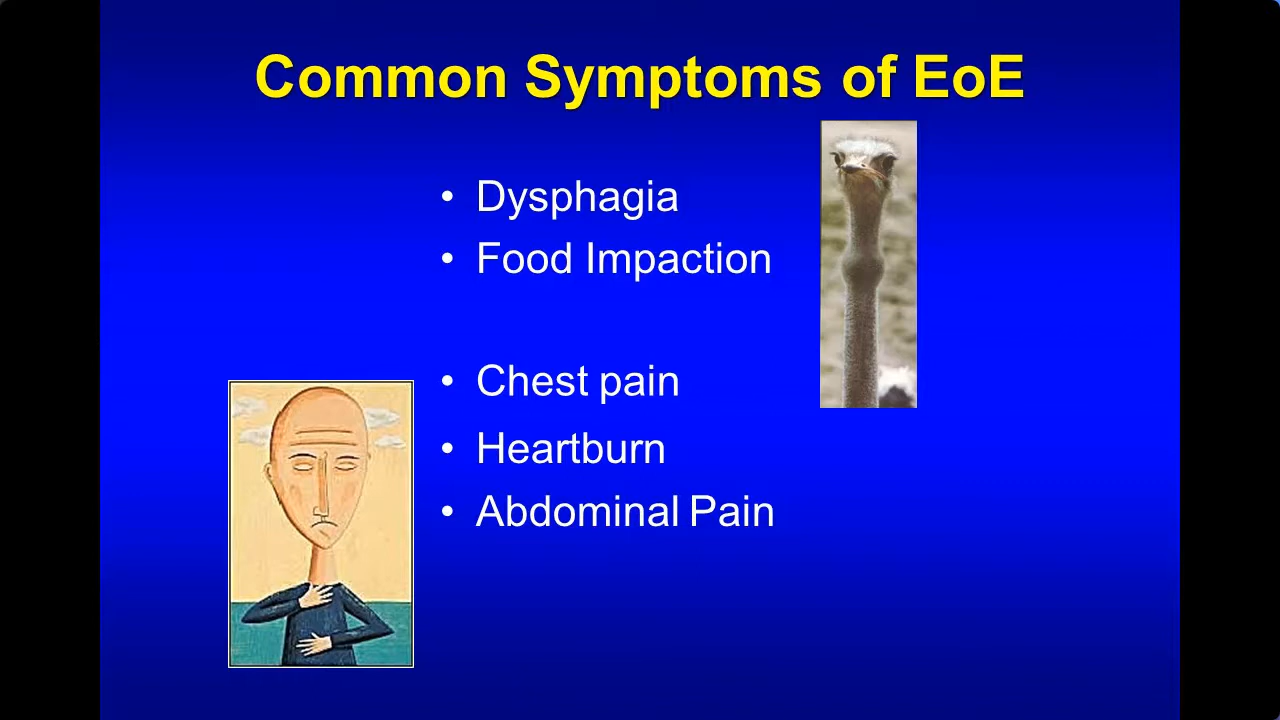 Common Symptoms of EoE
• Dysphagia
• Food Impaction
• Chest pain
• Heartburn
• Abdominal Pain